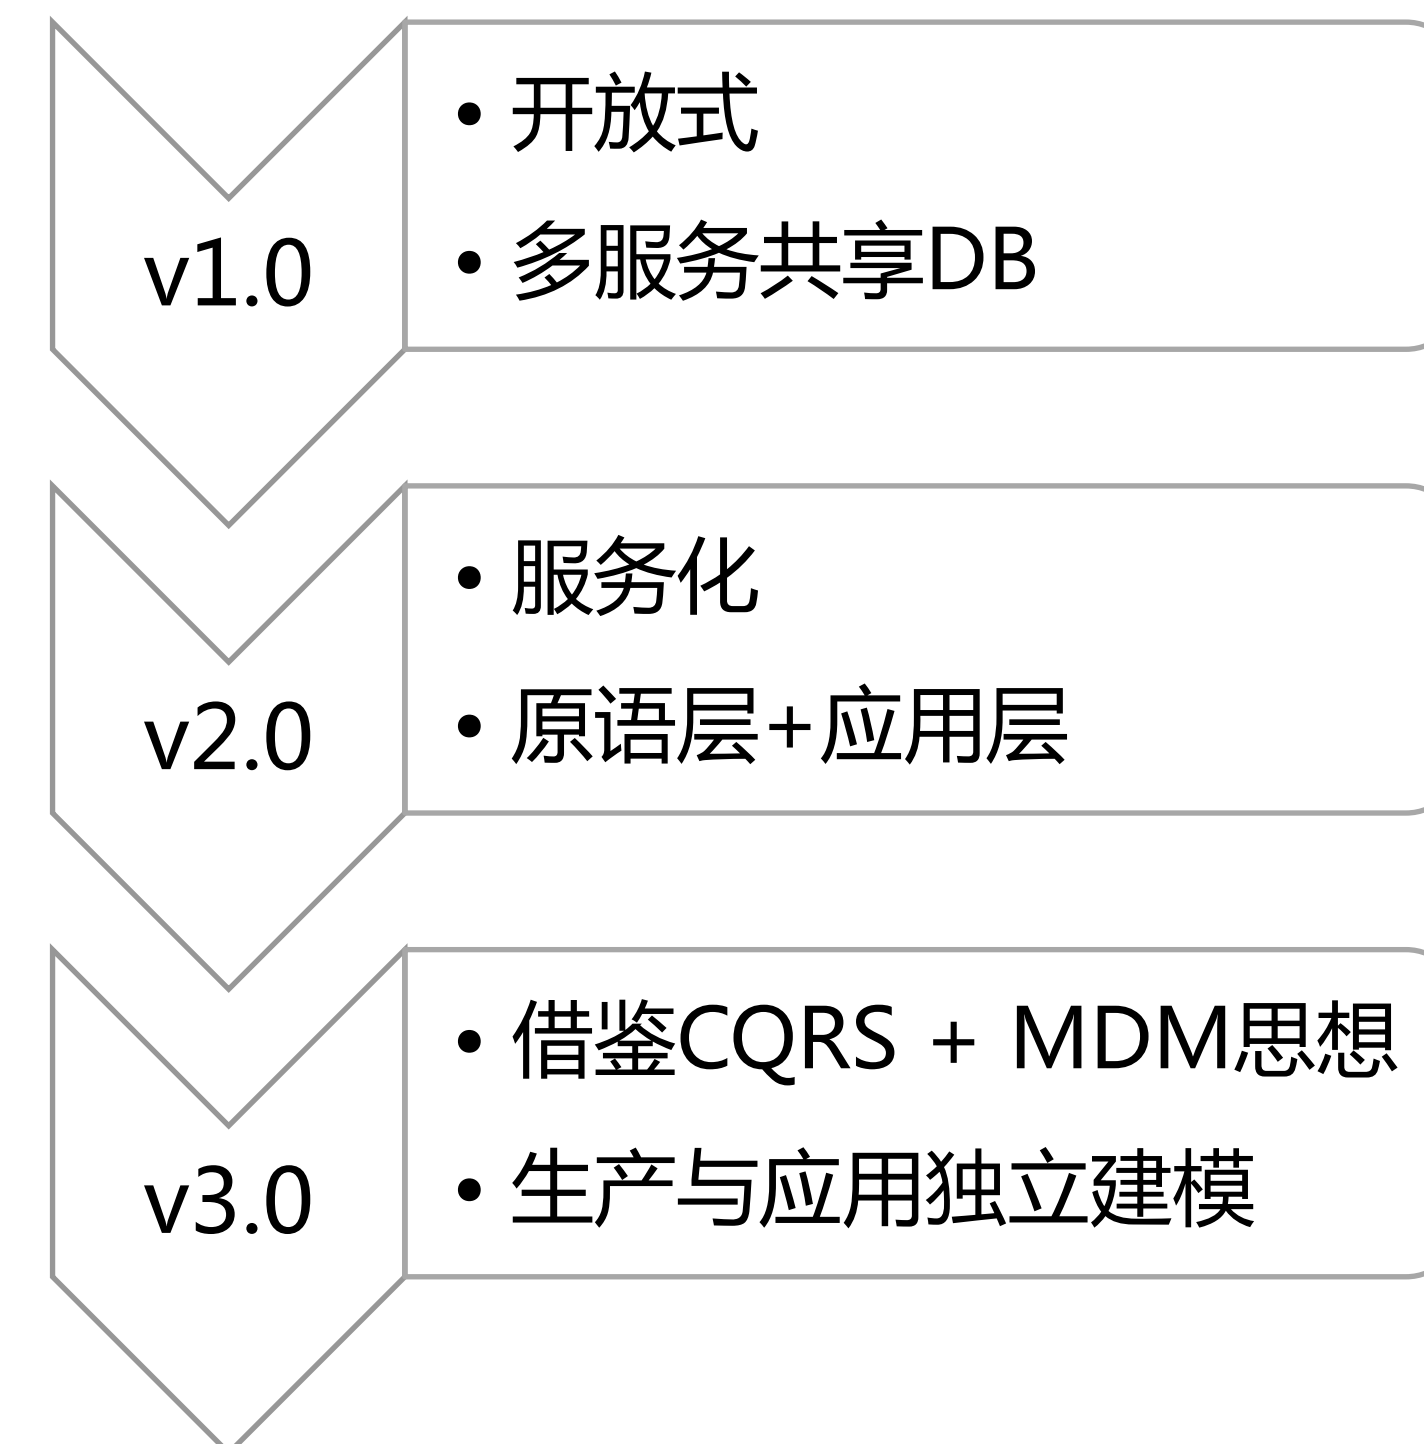 v1.0
• 开放式
• 多服务共享DB
v2.0
• 服务化
• 原语层+应用层
v3.0
• 借鉴CQRS + MDM思想
• 生产与应用独立建模